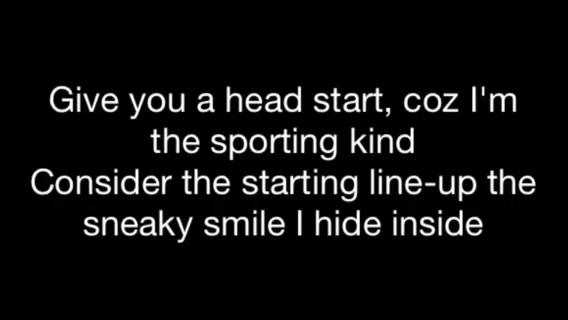 Give you a head start, coz I'm
the sporting kind
Consider the starting line-up the
sneaky smile I hide inside